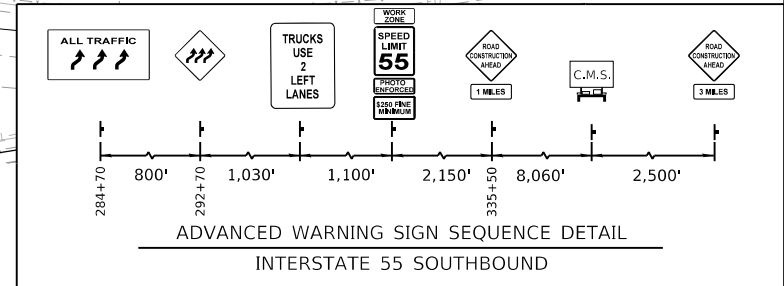 ALL TRAFFIC
TRUCKS
USE
2
LEFT
LANES
WORK
ZONE
SPEED
LIMIT
55
PHOTO
ENFORCED
$250 FINE
MINIMUM
ROAD
CONSTRUCTION
AHEAD
1 MILES
C.M.S.
ROAD
CONSTRUCTION
AHEAD
3 MILES
284+70
800'
292+70
1,030'
1,100'
2,150'
335+50
8,060'
2,500'
ADVANCED WARNING SIGN SEQUENCE DETAIL
INTERSTATE 55 SOUTHBOUND